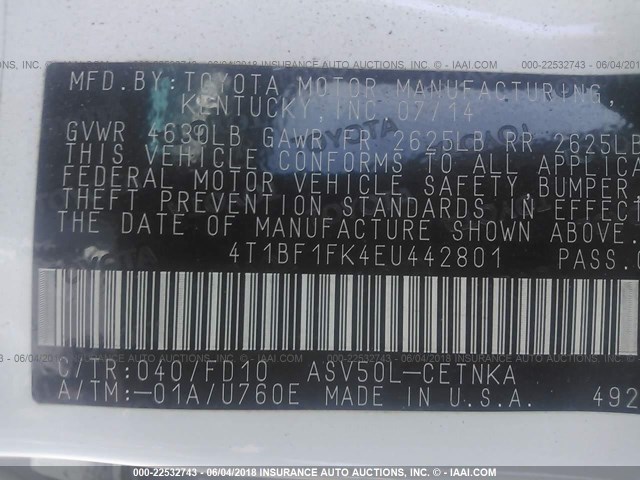 000-22532743 - 06/04/2018 - INSURANCE AUTO AUCTIONS, INC. - IAAI.COM
MFD. BY: TOYOTA MOTOR MANUFACTURING,
KENTUCKY, INC. 07/14
GVWR 4630LB GAWR FR 2625LB RR 2625LB
THIS VEHICLE CONFORMS TO ALL APPLICA
FEDERAL MOTOR VEHICLE SAFETY, BUMPER
THEFT PREVENTION STANDARDS IN EFFECT
THE DATE OF MANUFACTURE SHOWN ABOVE.
4T1BF1FK4EU442801 PASS.
C/TR: 040/FD10 ASV50L-CETNKA
A/TM:-01A/U760E MADE IN U.S.A. 492
000-22532743 - 06/04/2018 INSURANCE AUTO AUCTIONS, INC. - IAAI.COM